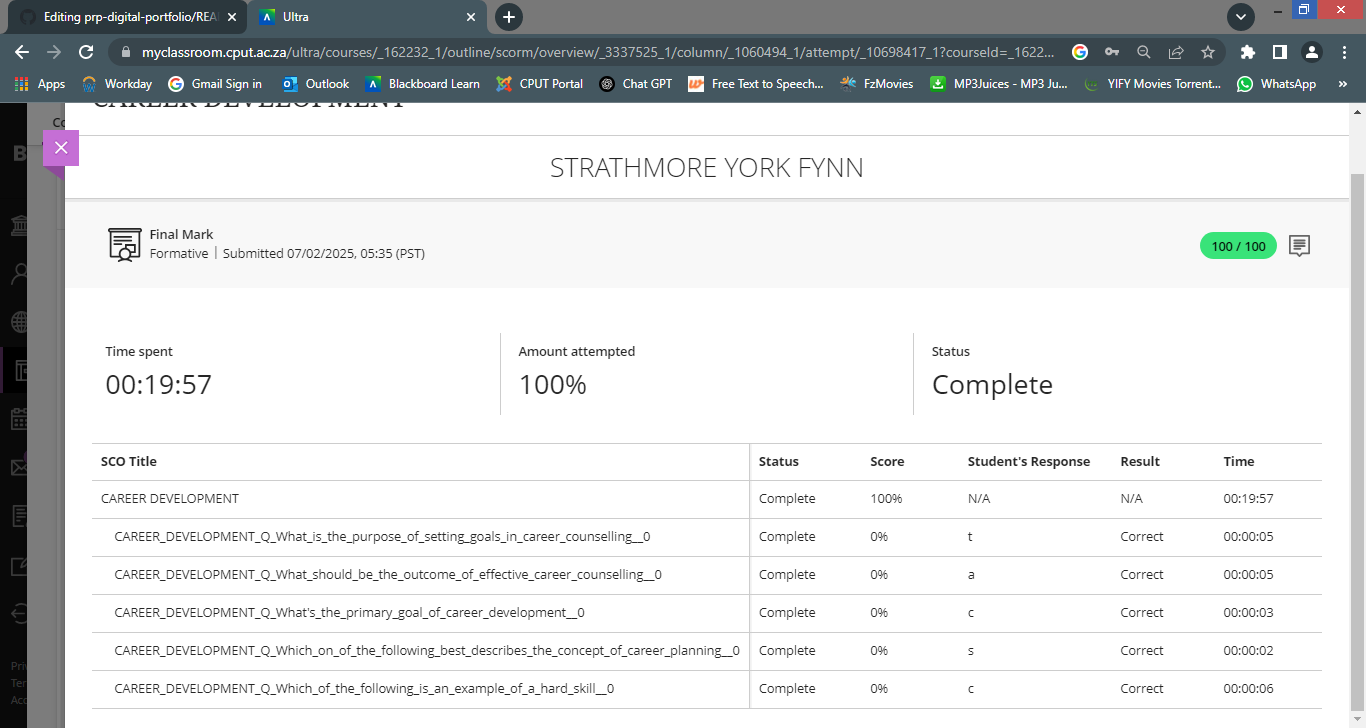 Editing prp-digital-portfolio/REA
Ultra
myclassroom.cput.ac.za/ultra/courses/_162232_1/outline/scorm/overview/_3337525_1/column/_1060494_1/attempt/_10698417_1?courseId=_1622...
Apps Workday Gmail Sign in Outlook Blackboard Learn CPUT Portal Chat GPT Free Text to Speech... FzMovies MP3Juices - MP3 Ju... YIFY Movies Torrent... WhatsApp »
CAREER DEVELOPMENT
STRATHMORE YORK FYNN
Final Mark
Formative | Submitted 07/02/2025, 05:35 (PST)
100 / 100
Time spent Amount attempted Status
00:19:57 100% Complete
SCO Title Status Score Student's Response Result Time
CAREER DEVELOPMENT Complete 100% N/A N/A 00:19:57
CAREER_DEVELOPMENT_Q_What_is_the_purpose_of_setting_goals_in_career_counselling__0 Complete 0% t Correct 00:00:05
CAREER_DEVELOPMENT_Q_What_should_be_the_outcome_of_effective_career_counselling__0 Complete 0% a Correct 00:00:05
CAREER_DEVELOPMENT_Q_What's_the_primary_goal_of_career_development__0 Complete 0% c Correct 00:00:03
CAREER_DEVELOPMENT_Q_Which_on_of_the_following_best_describes_the_concept_of_career_planning__0 Complete 0% s Correct 00:00:02
CAREER_DEVELOPMENT_Q_Which_of_the_following_is_an_example_of_a_hard_skill__0 Complete 0% c Correct 00:00:06